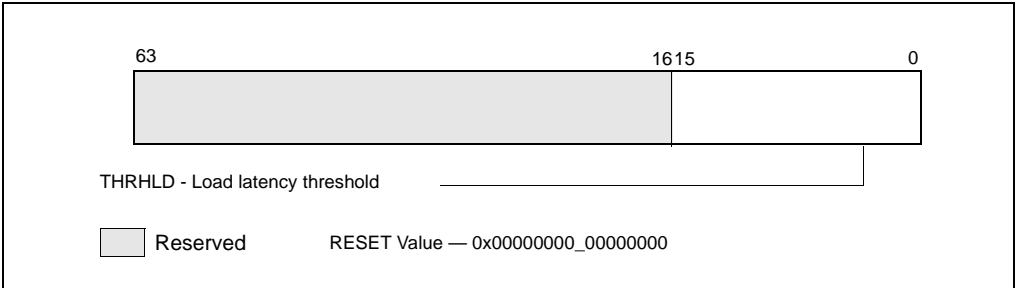 63 1615 0
THRHLD - Load latency threshold
Reserved RESET Value — 0x00000000_00000000